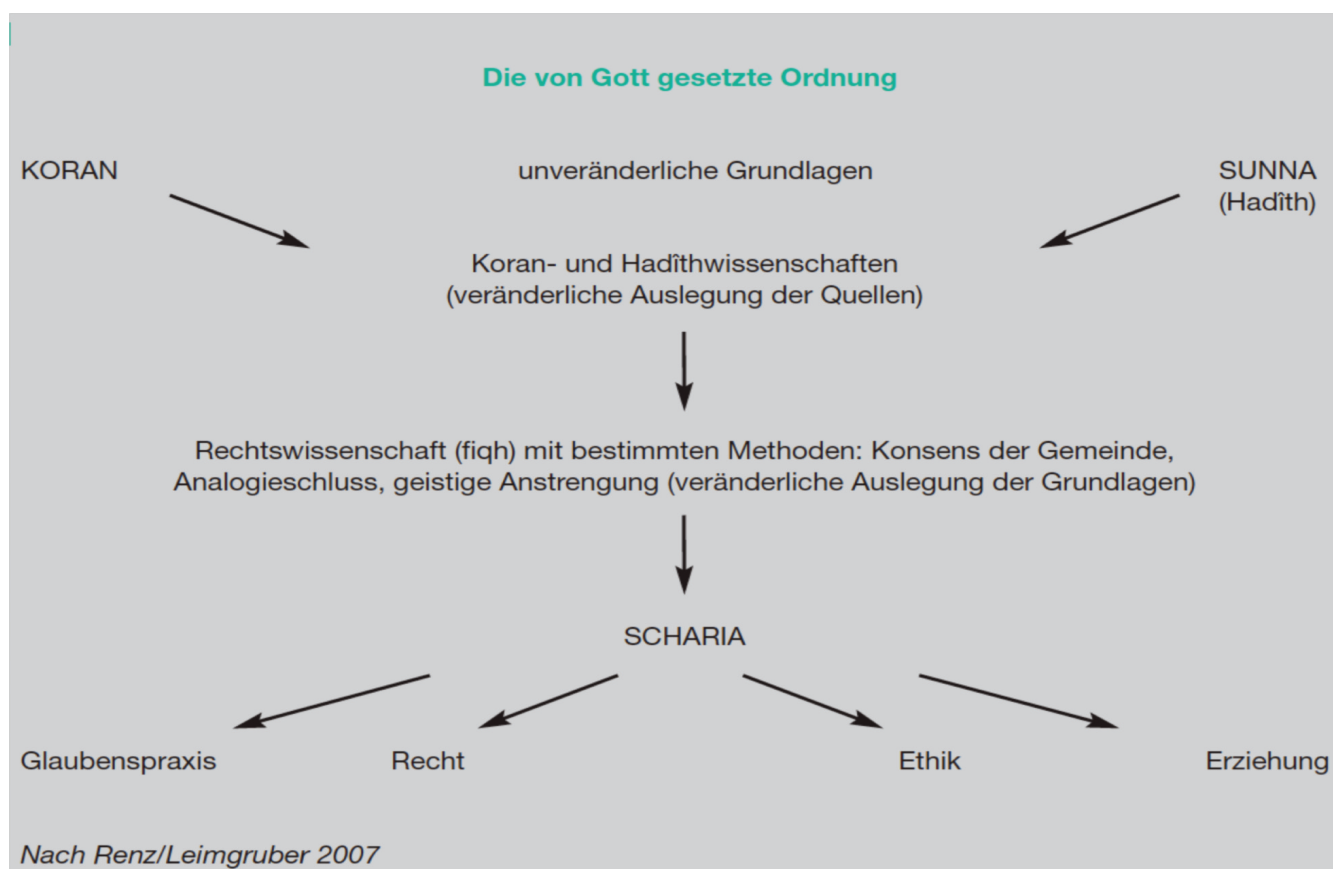 Die von Gott gesetzte Ordnung
KORAN unveränderliche Grundlagen SUNNA
(Hadîth)
Koran- und Hadîthwissenschaften
(veränderliche Auslegung der Quellen)
Rechtswissenschaft (fiqh) mit bestimmten Methoden: Konsens der Gemeinde,
Analogieschluss, geistige Anstrengung (veränderliche Auslegung der Grundlagen)
SCHARIA
Glaubenspraxis Recht Ethik Erziehung
Nach Renz/Leimgruber 2007